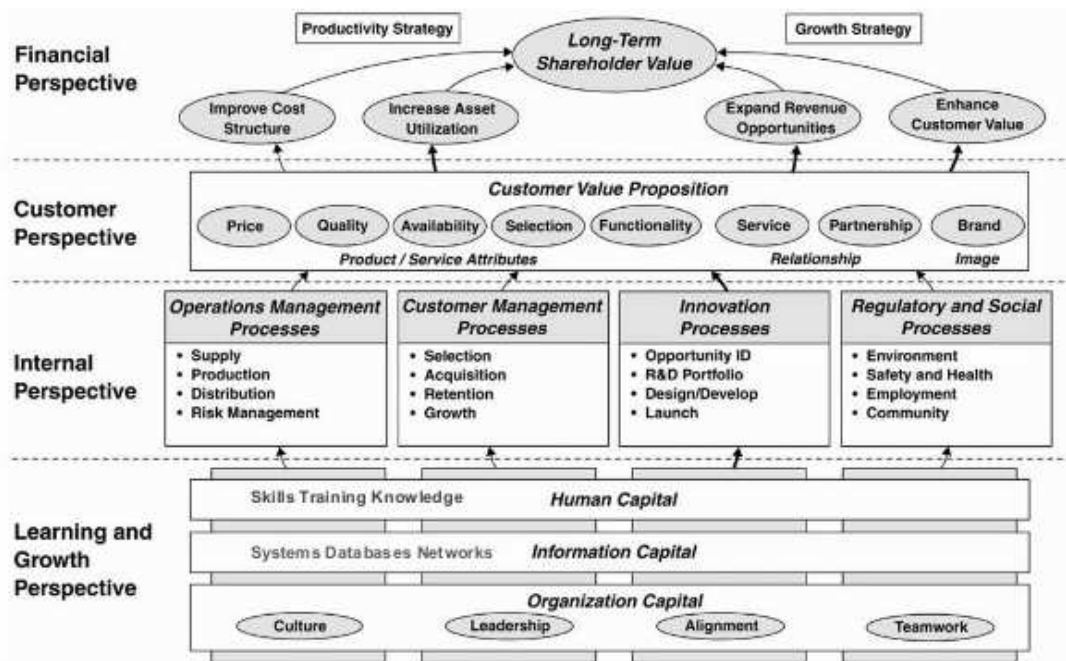 Financial
Perspective
Productivity Strategy
Growth Strategy
Long-Term
Shareholder Value
Improve Cost
Structure
Increase Asset
Utilization
Expand Revenue
Opportunities
Enhance
Customer Value
Customer
Perspective
Customer Value Proposition
Price
Quality
Availability
Selection
Functionality
Service
Partnership
Brand
Product / Service Attributes
Relationship
Image
Internal
Perspective
Operations Management
Processes
• Supply
• Production
• Distribution
• Risk Management
Customer Management
Processes
• Selection
• Acquisition
• Retention
• Growth
Innovation
Processes
• Opportunity ID
• R&D Portfolio
• Design/Develop
• Launch
Regulatory and Social
Processes
• Environment
• Safety and Health
• Employment
• Community
Learning and
Growth
Perspective
Skills Training Knowledge
Human Capital
Systems Databases Networks
Information Capital
Organization Capital
Culture
Leadership
Alignment
Teamwork